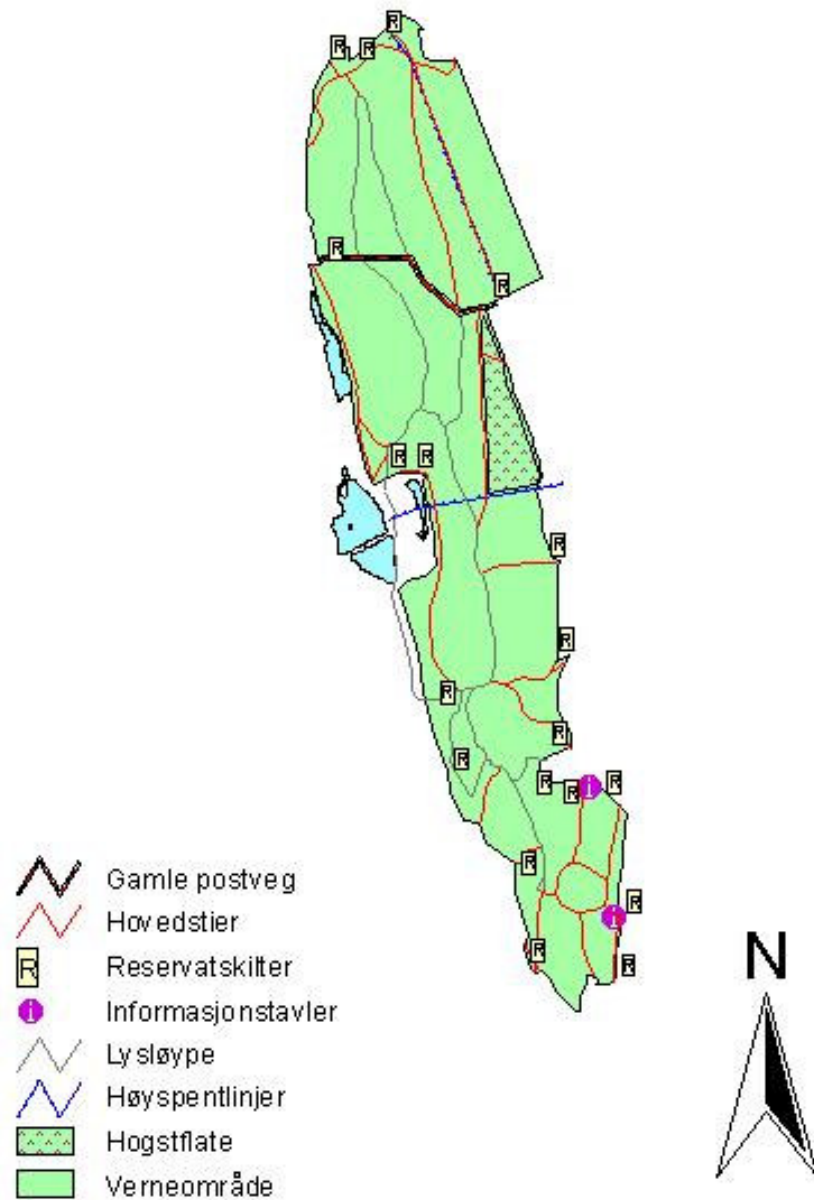 R
R
R
R
R
R
R
R
R
R
R
R
R
R
i
R
R
R
i
R
R
R
Gamle postveg
Hovedstier
R
Reservatskilter
i
Informasjonstavler
Lysløype
Høyspentlinjer
Hogstflate
Verneområde
N